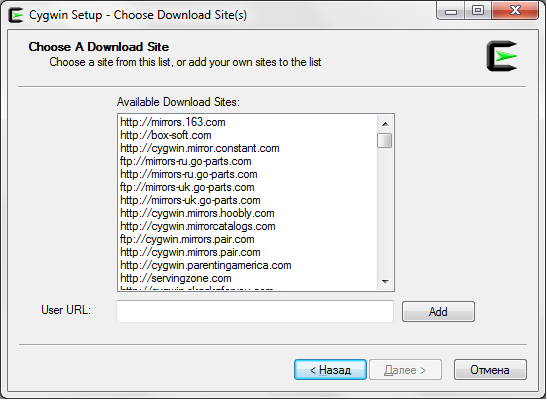 Cygwin Setup - Choose Download Site(s)
Choose A Download Site
Choose a site from this list, or add your own sites to the list
Available Download Sites:
http://mirrors.163.com
http://box-soft.com
http://cygwin.mirror.constant.com
ftp://mirrors-ru.go-parts.com
http://mirrors-ru.go-parts.com
ftp://mirrors-uk.go-parts.com
http://mirrors-uk.go-parts.com
http://cygwin.mirrors.hoobly.com
http://cygwin.mirrorcatalogs.com
ftp://cygwin.mirrors.pair.com
http://cygwin.mirrors.pair.com
http://cygwin.parentingamerica.com
http://servingzone.com
User URL:
Add
< Назад
Далее >
Отмена